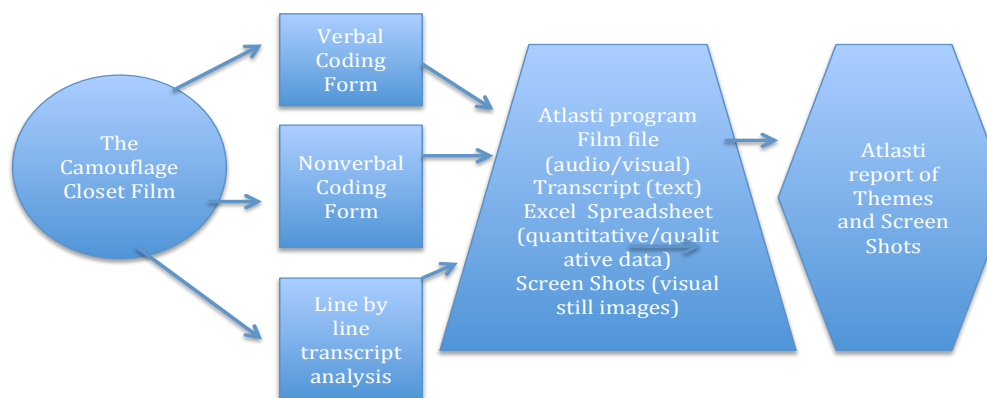 The
Camouflage
Closet Film
Verbal
Coding
Form
Nonverbal
Coding
Form
Line by
line
transcript
analysis
Atlasti program
Film file
(audio/visual)
Transcript (text)
Excel Spreadsheet
(quantitative/qualit
ative data)
Screen Shots (visual
still images)
Atlasti
report of
Themes
and Screen
Shots